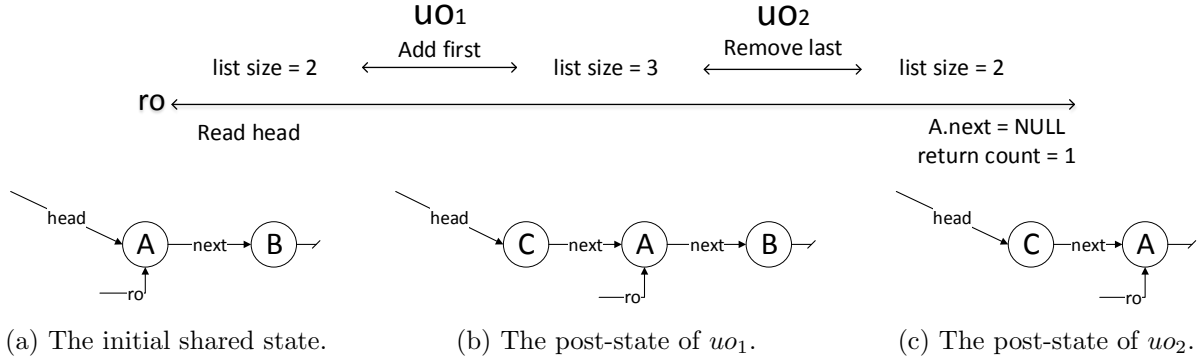 uo₁ uo₂
Add first Remove last
list size = 2 list size = 3 list size = 2
ro
Read head A.next = NULL
return count = 1
head A next B
ro
head C next A next B
ro
head C next A
ro
(a) The initial shared state. (b) The post-state of uo₁. (c) The post-state of uo₂.